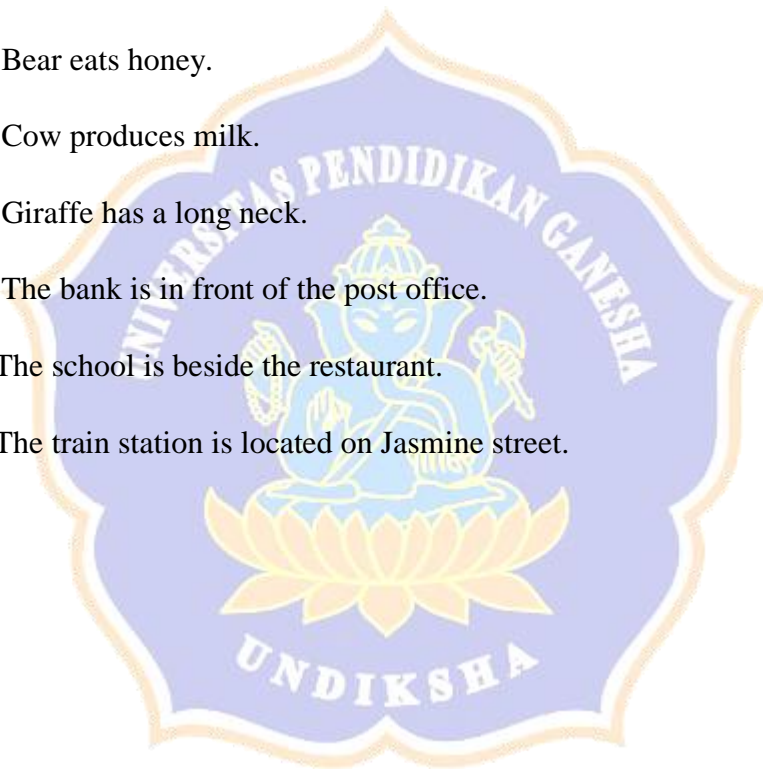 Bear eats honey.
Cow produces milk.
Giraffe has a long neck.
The bank is in front of the post office.
The school is beside the restaurant.
The train station is located on Jasmine street.
UNIVERSITAS PENDIDIKAN GANESHA
UNDIKSHA